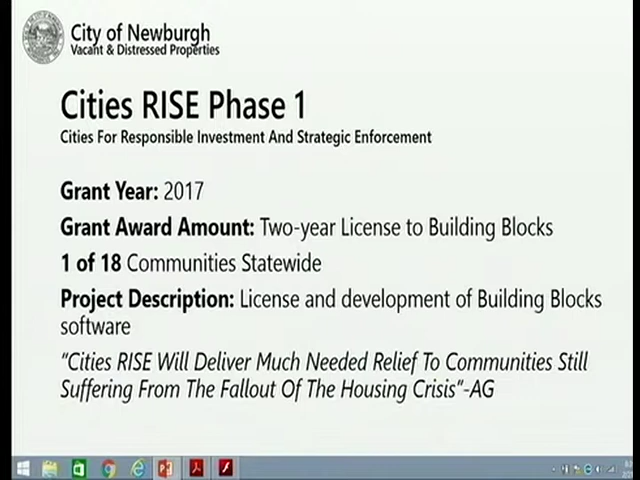 City of Newburgh
Vacant & Distressed Properties
Cities RISE Phase 1
Cities For Responsible Investment And Strategic Enforcement
Grant Year: 2017
Grant Award Amount: Two-year License to Building Blocks
1 of 18 Communities Statewide
Project Description: License and development of Building Blocks
software
“Cities RISE Will Deliver Much Needed Relief To Communities Still
Suffering From The Fallout Of The Housing Crisis”-AG